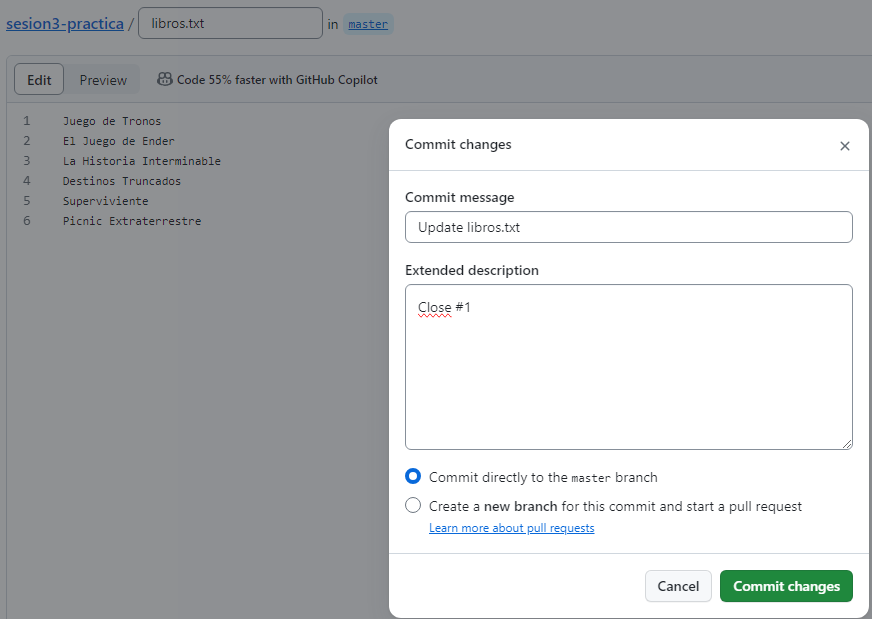 sesion3-practica / libros.txt in master
Edit Preview Code 55% faster with GitHub Copilot
1 Juego de Tronos
2 El Juego de Ender
3 La Historia Interminable
4 Destinos Truncados
5 Superviviente
6 Picnic Extraterrestre
Commit changes
Commit message
Update libros.txt
Extended description
Close #1
Commit directly to the master branch
Create a new branch for this commit and start a pull request
Learn more about pull requests
Cancel Commit changes